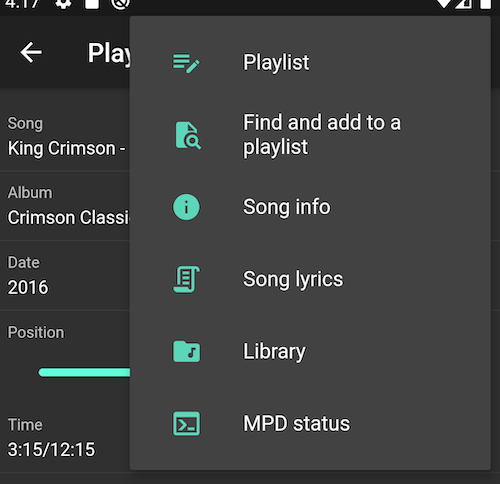 4:17
Play
Playlist
Find and add to a
playlist
Song info
Song lyrics
Library
MPD status
Song
King Crimson -
Album
Crimson Classi
Date
2016
Position
Time
3:15/12:15